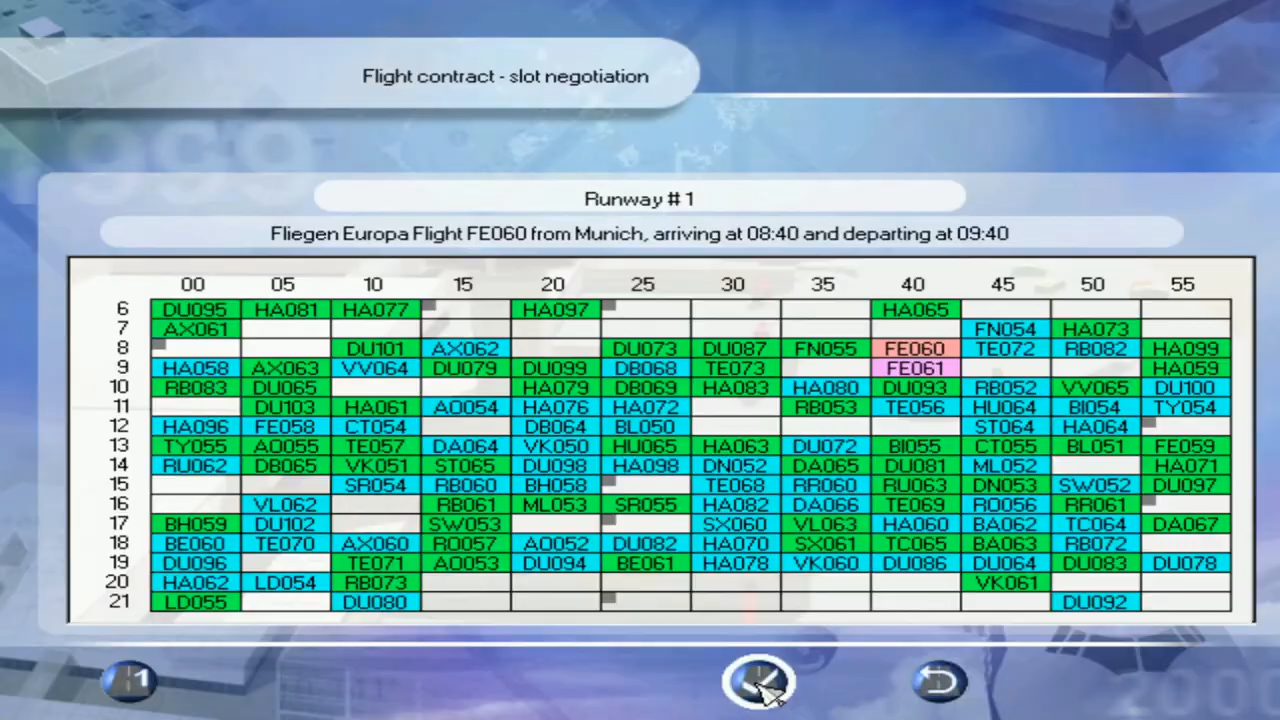 Flight contract - slot negotiation
Runway # 1
Fliegen Europa Flight FE060 from Munich, arriving at 08:40 and departing at 09:40
00 05 10 15 20 25 30 35 40 45 50 55
6 DU095 HA081 HA077 HA097 HA065
7 AX061 FN054 HA073
8 DU101 AX062 DU073 DU087 FN055 FE060 TE072 RB082 HA099
9 HA058 AX063 VV064 DU079 DU099 DB068 TE073 FE061 HA059
10 RB083 DU065 HA079 DB069 HA083 HA080 DU093 RB052 VV065 DU100
11 DU103 HA061 AO054 HA076 HA072 RB053 TE056 HU064 BI054 TY054
12 HA096 FE058 CT054 DB064 BL050 ST064 HA064
13 TY055 AO055 TE057 DA064 VK050 HU065 HA063 DU072 BI055 CT055 BL051 FE059
14 RU062 DB065 VK051 ST065 DU098 HA098 DN052 DA065 DU081 ML052 HA071
15 SR054 RB060 BH058 TE068 RR060 RU063 DN053 SW052 DU097
16 VL062 RB061 ML053 SR055 HA082 DA066 TE069 RO056 RR061
17 BH059 DU102 SW053 SX060 VL063 HA060 BA062 TC064 DA067
18 BE060 TE070 AX060 RO057 AO052 DU082 HA070 SX061 TC065 BA063 RB072
19 DU096 TE071 AO053 DU094 BE061 HA078 VK060 DU086 DU064 DU083 DU078
20 HA062 LD054 RB073 VK061
21 LD055 DU080 DU092
1